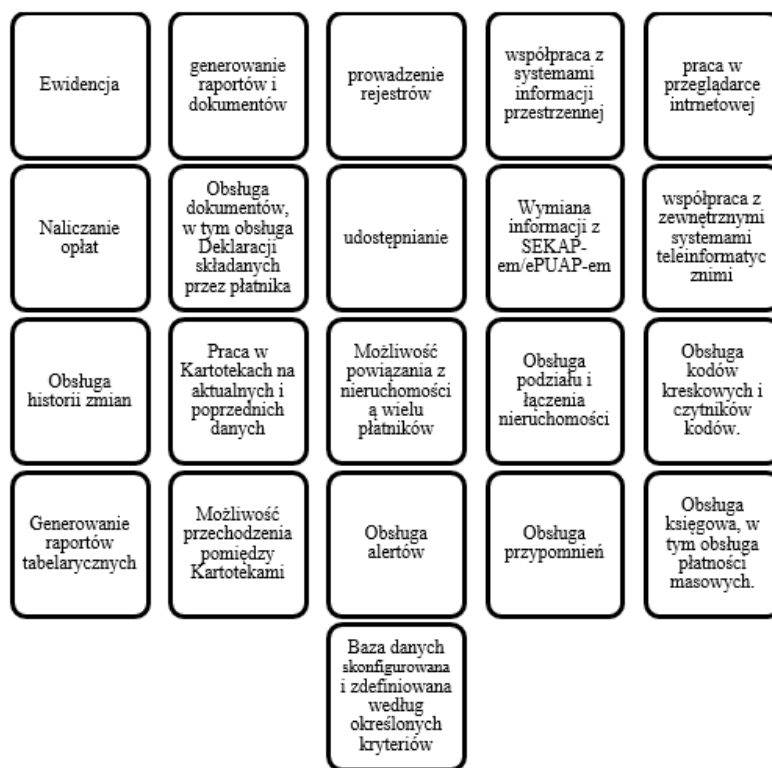 Ewidencja
generowanie
raportów i
dokumentów
prowadzenie
rejestrów
współpraca z
systemami
informacji
przestrzennej
praca w
przeglądarce
intrnetowej
Naliczanie
opłat
Obsługa
dokumentów,
w tym obsługa
Deklaracji
składanych
przez płatnika
udostępnianie
Wymiana
informacji z
SEKAP-
em/ePUAP-em
współpraca z
zewnętrznymi
systemami
teleinformatyc
znimi
Obsługa
historii zmian
Praca w
Kartotekach na
aktualnych i
poprzednich
danych
Możliwość
powiązania z
nieruchomości
ą wielu
płatników
Obsługa
podziału i
łączenia
nieruchomości
Obsługa
kodów
kreskowych i
czytników
kodów.
Generowanie
raportów
tabelarycznych
Możliwość
przechodzenia
pomiędzy
Kartotekami
Obsługa
alertów
Obsługa
przypomnień
Obsługa
księgowa, w
tym obsługa
płatności
masowych.
Baza danych
skonfigurowana
i zdefiniowana
według
określonych
kryteriów